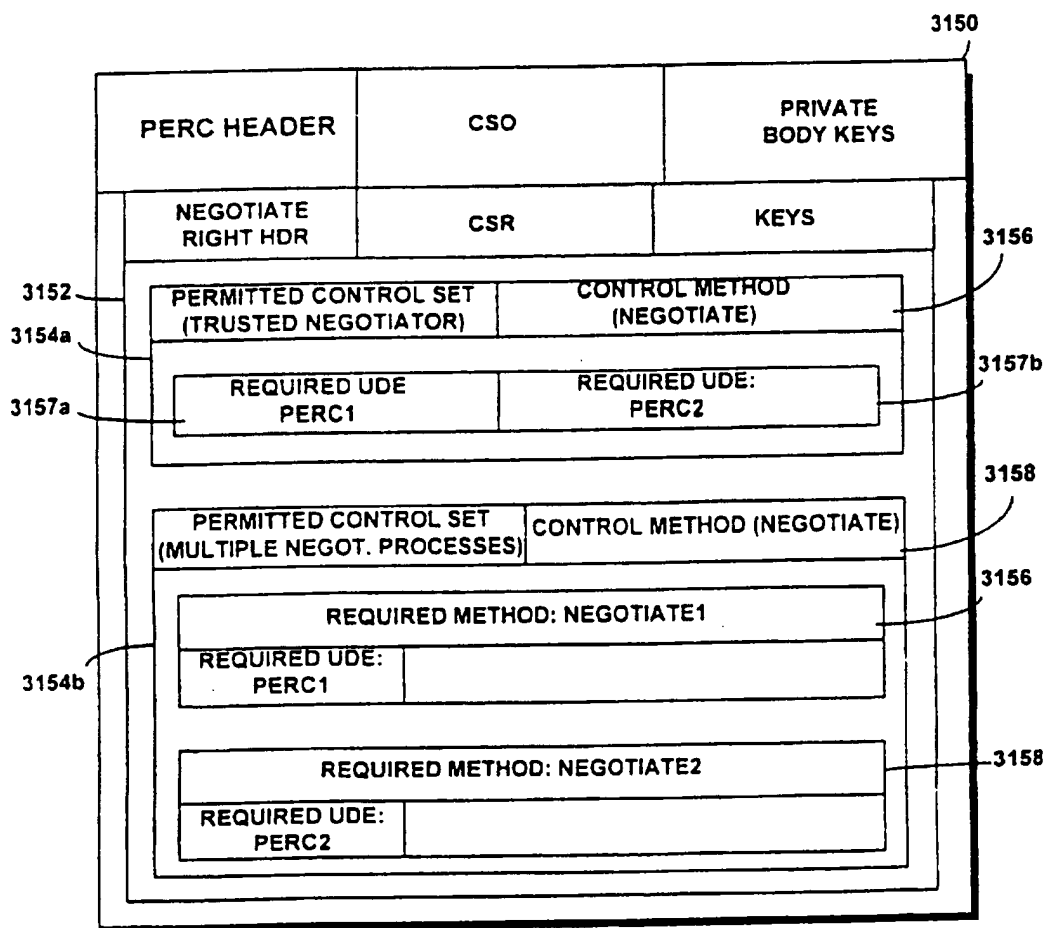 3150
PERC HEADER
CSO
PRIVATE
BODY KEYS
NEGOTIATE
RIGHT HDR
CSR
KEYS
3152
3154a
3156
PERMITTED CONTROL SET
(TRUSTED NEGOTIATOR)
CONTROL METHOD
(NEGOTIATE)
3157a
REQUIRED UDE
PERC1
REQUIRED UDE:
PERC2
3157b
3158
PERMITTED CONTROL SET
(MULTIPLE NEGOT. PROCESSES)
CONTROL METHOD (NEGOTIATE)
3156
REQUIRED METHOD: NEGOTIATE1
REQUIRED UDE:
PERC1
3154b
REQUIRED METHOD: NEGOTIATE2
3158
REQUIRED UDE:
PERC2